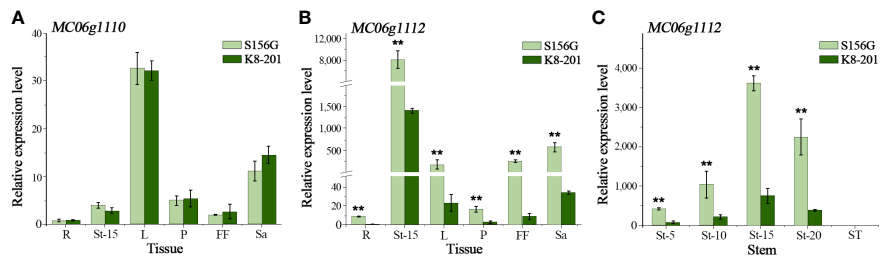 A
MC06g1110
S156G
K8-201
Relative expression level
40
30
20
10
0
R St-15 L P FF Sa
Tissue
B
MC06g1112
S156G
K8-201
Relative expression level
12,000
8,000
1,500
1,000
500
40
20
0
** ** ** ** ** **
R St-15 L P FF Sa
Tissue
C
MC06g1112
S156G
K8-201
Relative expression level
4,000
3,000
2,000
1,000
0
** ** ** **
St-5 St-10 St-15 St-20 ST
Stem